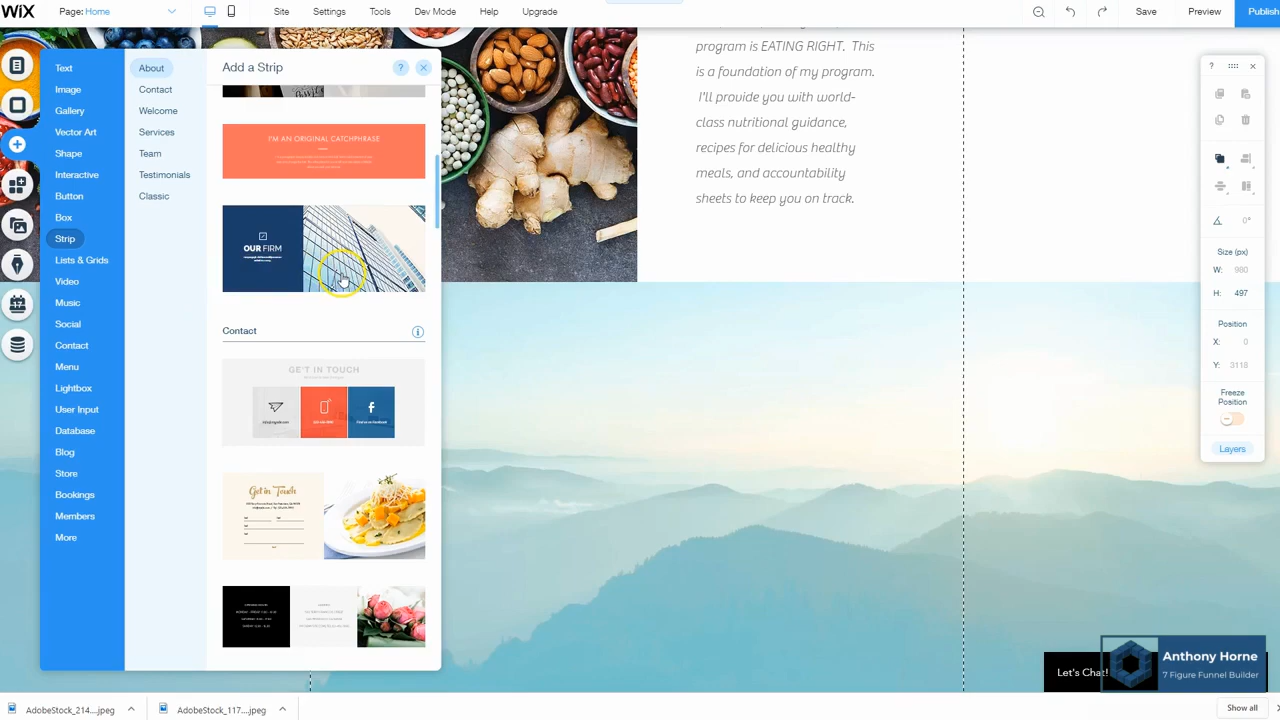 WiX
Page: Home
Site
Settings
Tools
Dev Mode
Help
Upgrade
Save
Preview
Publish
Text
Image
Gallery
Vector Art
Shape
Interactive
Button
Box
Strip
Lists & Grids
Video
Music
Social
Contact
Menu
Lightbox
User Input
Database
Blog
Store
Bookings
Members
More
About
Contact
Welcome
Services
Team
Testimonials
Classic
Add a Strip
?
I'M AN ORIGINAL CATCHPHRASE
OUR FIRM
Contact
GET IN TOUCH
Get in Touch
program is EATING RIGHT. This
is a foundation of my program.
I'll provide you with world-
class nutritional guidance,
recipes for delicious healthy
meals, and accountability
sheets to keep you on track.
?
0°
Size (px)
W: 980
H: 497
Position
X: 0
Y: 3118
Freeze
Position
Layers
Let's Chat!
Anthony Horne
7 Figure Funnel Builder
AdobeStock_214....jpeg
AdobeStock_117....jpeg
Show all
17